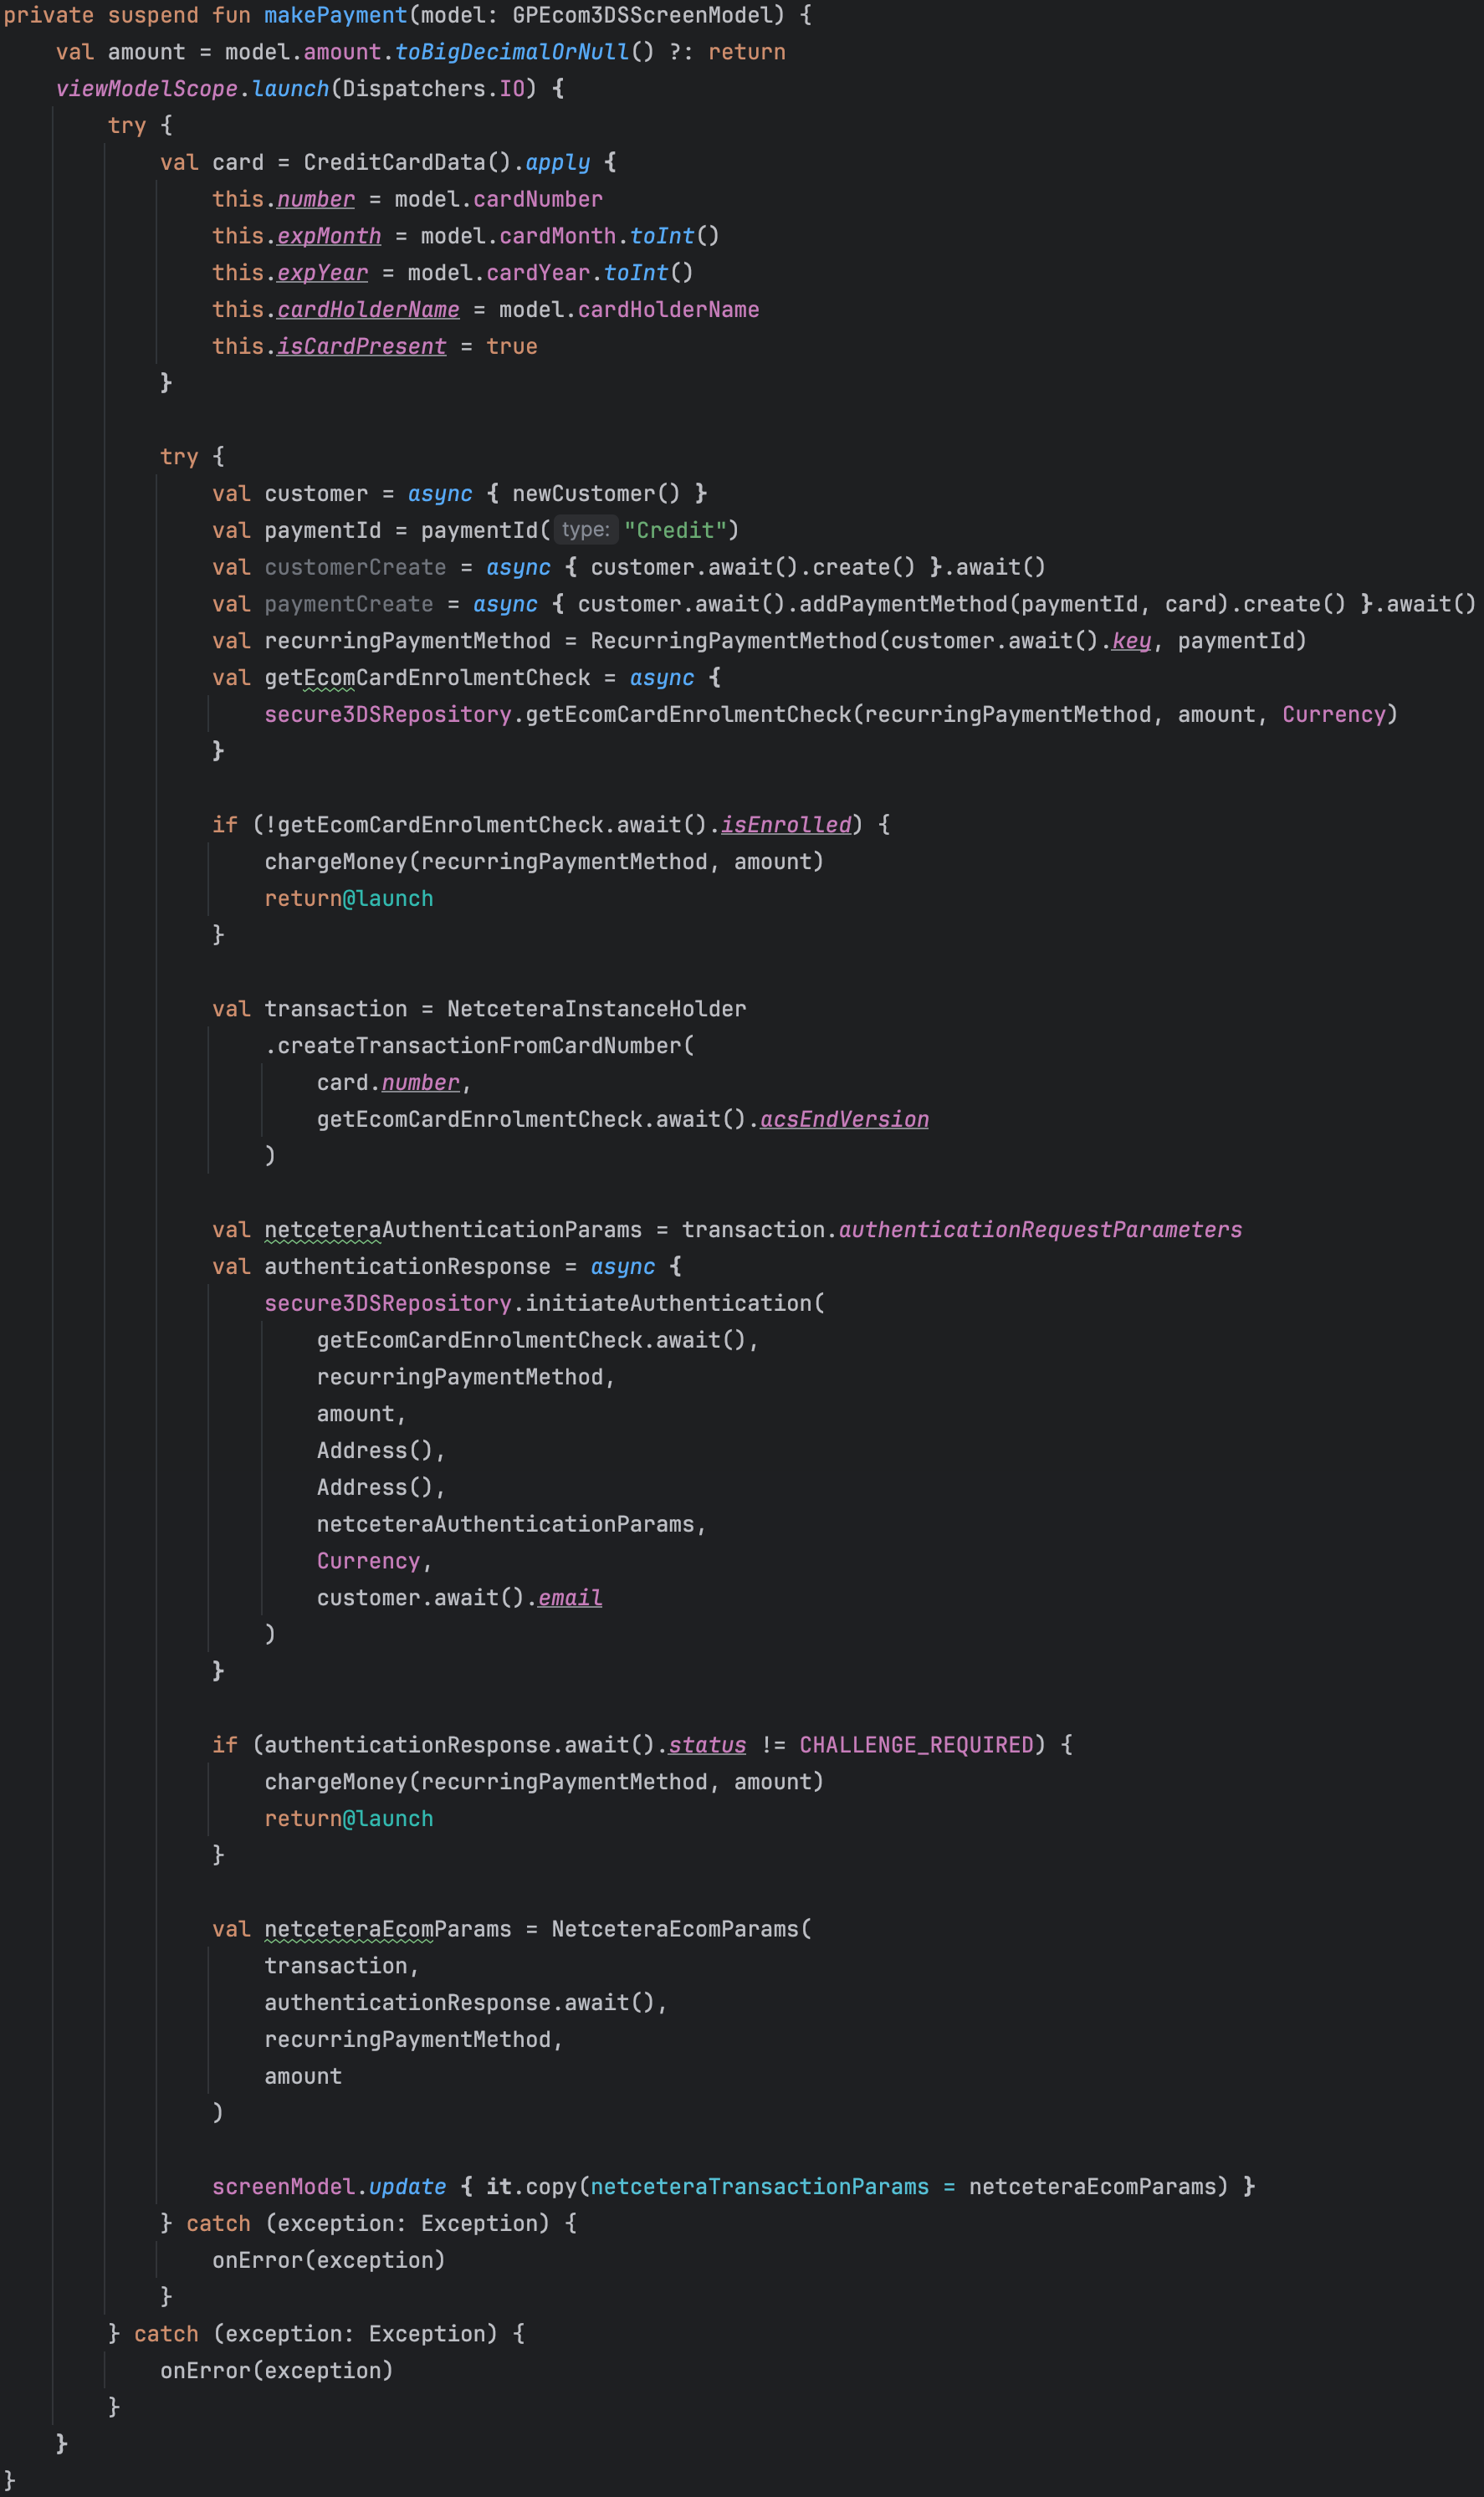 private suspend fun makePayment(model: GPEcom3DSScreenModel) {
    val amount = model.amount.toBigDecimalOrNull() ?: return
    viewModelScope.launch(Dispatchers.IO) {
        try {
            val card = CreditCardData().apply {
                this.number = model.cardNumber
                this.expMonth = model.cardMonth.toInt()
                this.expYear = model.cardYear.toInt()
                this.cardHolderName = model.cardHolderName
                this.isCardPresent = true
            }

            try {
                val customer = async { newCustomer() }
                val paymentId = paymentId( type: "Credit")
                val customerCreate = async { customer.await().create() }.await()
                val paymentCreate = async { customer.await().addPaymentMethod(paymentId, card).create() }.await()
                val recurringPaymentMethod = RecurringPaymentMethod(customer.await().key, paymentId)
                val getEcomCardEnrolmentCheck = async {
                    secure3DSRepository.getEcomCardEnrolmentCheck(recurringPaymentMethod, amount, Currency)
                }

                if (!getEcomCardEnrolmentCheck.await().isEnrolled) {
                    chargeMoney(recurringPaymentMethod, amount)
                    return@launch
                }

                val transaction = NetceteraInstanceHolder
                    .createTransactionFromCardNumber(
                        card.number,
                        getEcomCardEnrolmentCheck.await().acsEndVersion
                    )

                val netceteraAuthenticationParams = transaction.authenticationRequestParameters
                val authenticationResponse = async {
                    secure3DSRepository.initiateAuthentication(
                        getEcomCardEnrolmentCheck.await(),
                        recurringPaymentMethod,
                        amount,
                        Address(),
                        Address(),
                        netceteraAuthenticationParams,
                        Currency,
                        customer.await().email
                    )
                }

                if (authenticationResponse.await().status != CHALLENGE_REQUIRED) {
                    chargeMoney(recurringPaymentMethod, amount)
                    return@launch
                }

                val netceteraEcomParams = NetceteraEcomParams(
                    transaction,
                    authenticationResponse.await(),
                    recurringPaymentMethod,
                    amount
                )

                screenModel.update { it.copy(netceteraTransactionParams = netceteraEcomParams) }
            } catch (exception: Exception) {
                onError(exception)
            }
        } catch (exception: Exception) {
            onError(exception)
        }
    }
}